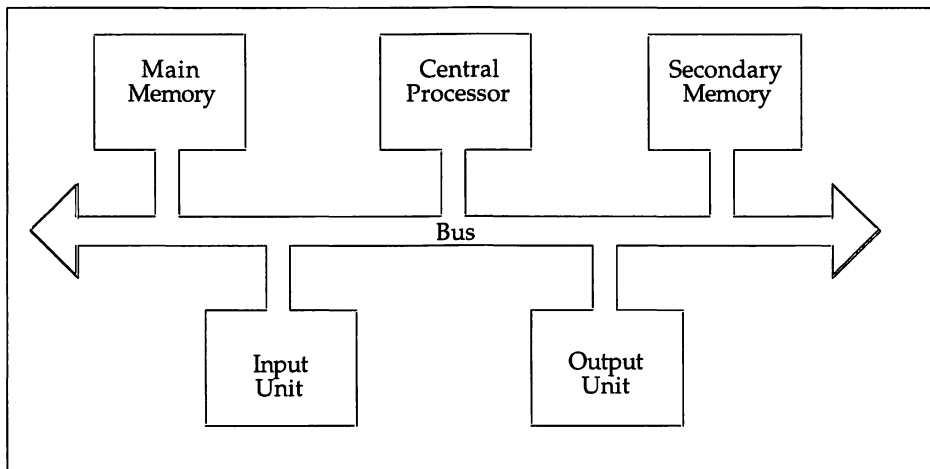 Main
Memory
Central
Processor
Secondary
Memory
Bus
Input
Unit
Output
Unit